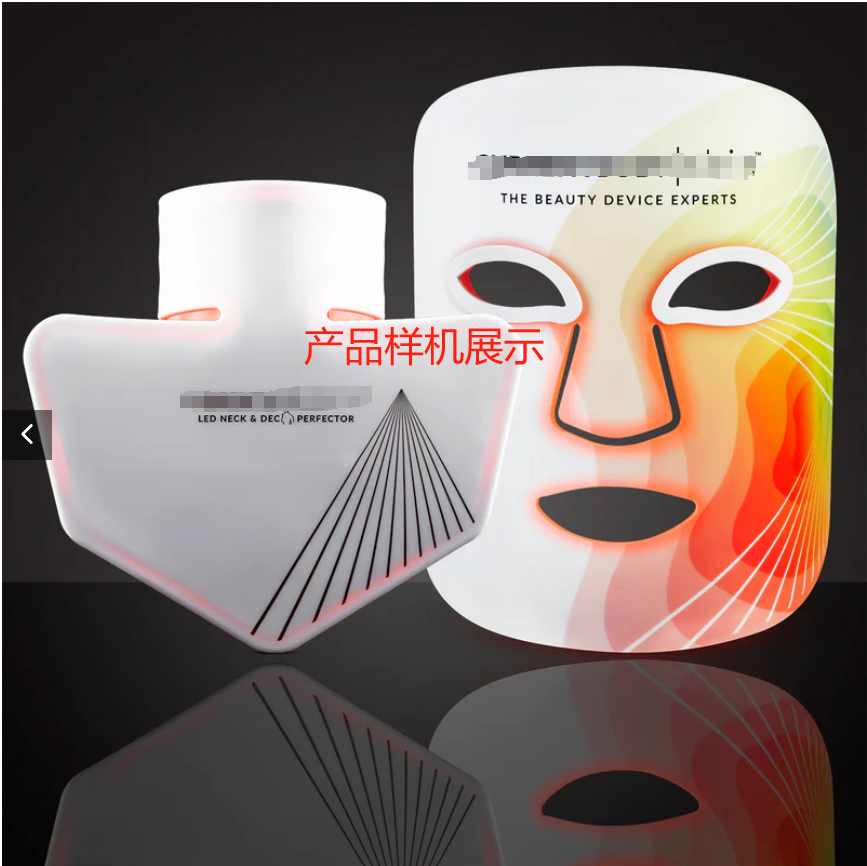 THE BEAUTY DEVICE EXPERTS
产品样机展示
LED NECK & DEC PERFECTOR